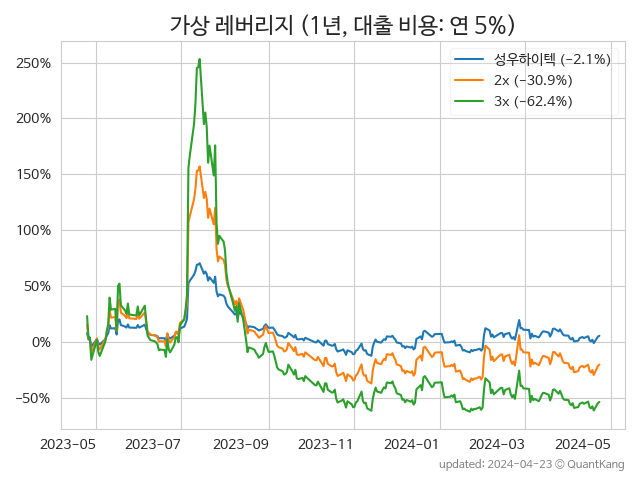 가상 레버리지 (1년, 대출 비용: 연 5%)
성우하이텍 (−2.1%)
2x (−30.9%)
3x (−62.4%)
250%
200%
150%
100%
50%
0%
−50%
2023-05 2023-07 2023-09 2023-11 2024-01 2024-03 2024-05
updated: 2024-04-23 © QuantKang